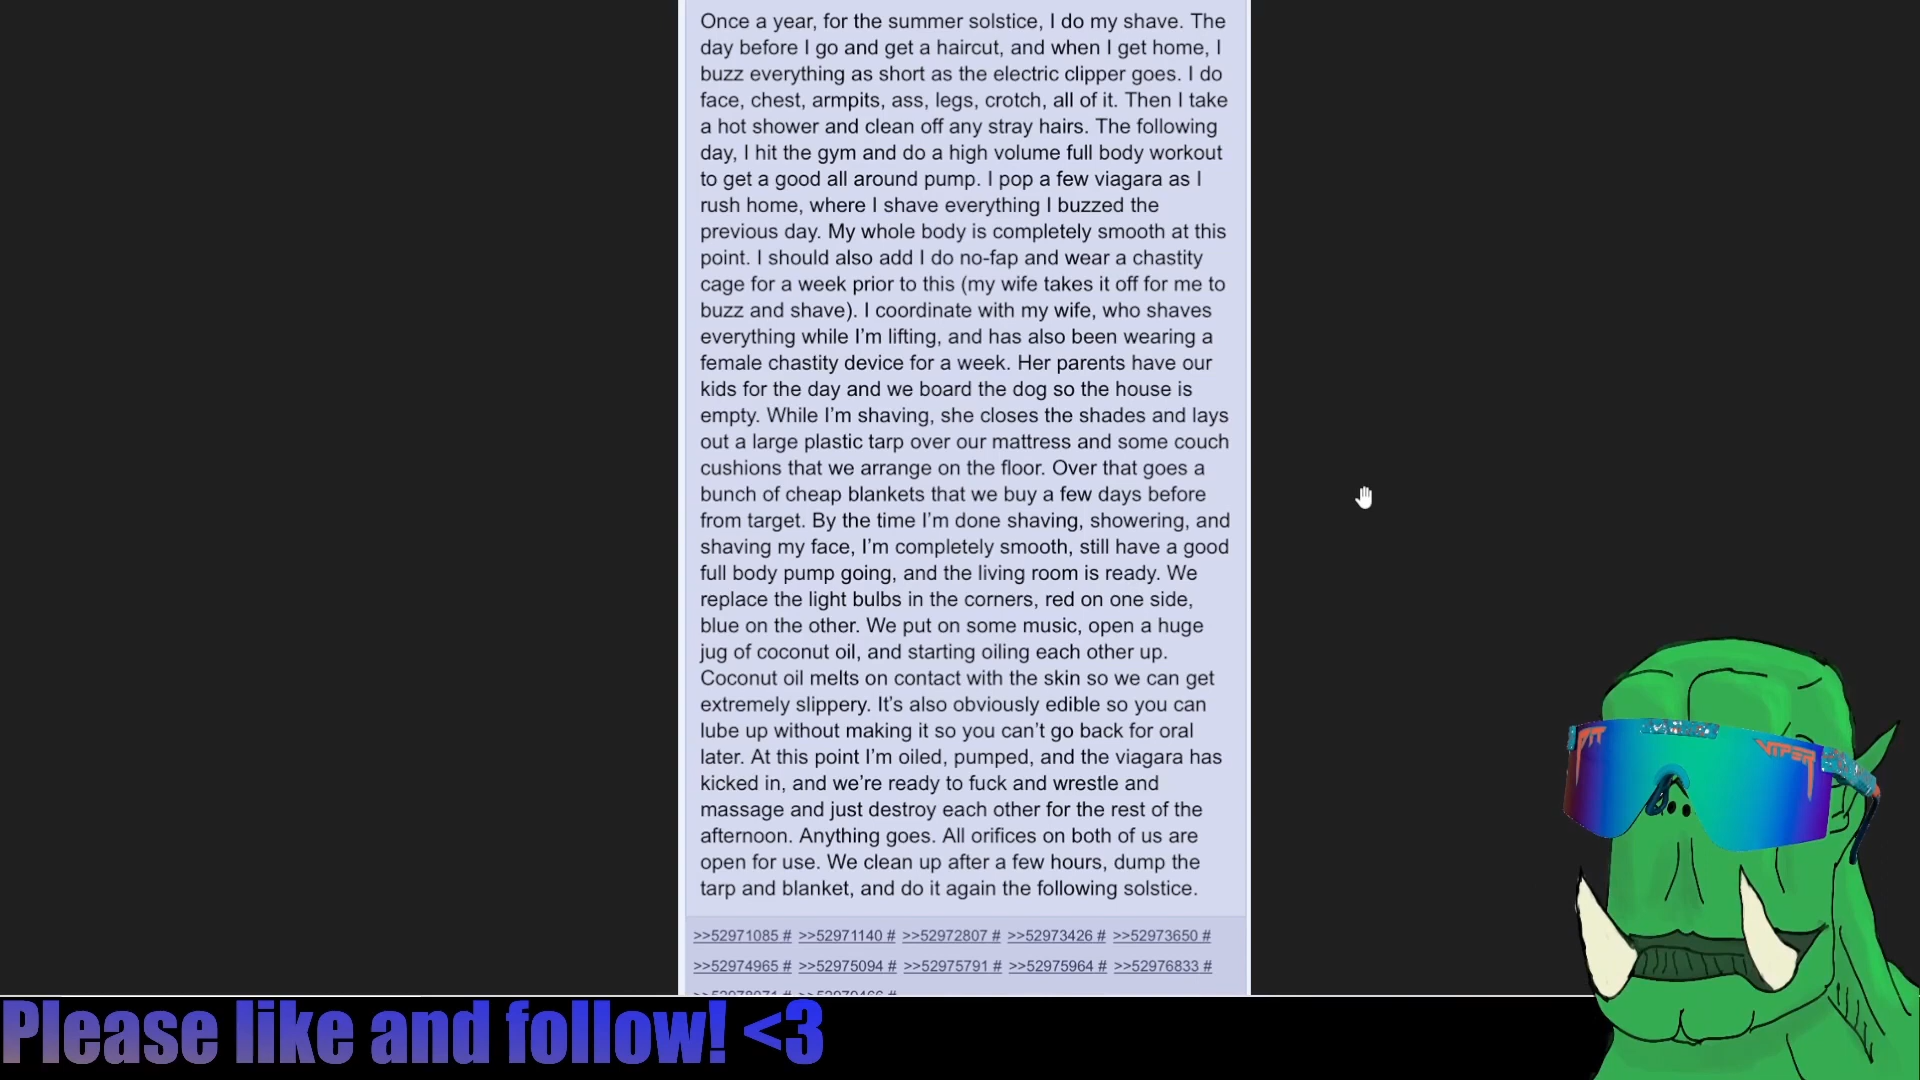 Once a year, for the summer solstice, I do my shave. The
day before I go and get a haircut, and when I get home, I
buzz everything as short as the electric clipper goes. I do
face, chest, armpits, ass, legs, crotch, all of it. Then I take
a hot shower and clean off any stray hairs. The following
day, I hit the gym and do a high volume full body workout
to get a good all around pump. I pop a few viagara as I
rush home, where I shave everything I buzzed the
previous day. My whole body is completely smooth at this
point. I should also add I do no-fap and wear a chastity
cage for a week prior to this (my wife takes it off for me to
buzz and shave). I coordinate with my wife, who shaves
everything while I’m lifting, and has also been wearing a
female chastity device for a week. Her parents have our
kids for the day and we board the dog so the house is
empty. While I’m shaving, she closes the shades and lays
out a large plastic tarp over our mattress and some couch
cushions that we arrange on the floor. Over that goes a
bunch of cheap blankets that we buy a few days before
from target. By the time I’m done shaving, showering, and
shaving my face, I’m completely smooth, still have a good
full body pump going, and the living room is ready. We
replace the light bulbs in the corners, red on one side,
blue on the other. We put on some music, open a huge
jug of coconut oil, and starting oiling each other up.
Coconut oil melts on contact with the skin so we can get
extremely slippery. It’s also obviously edible so you can
lube up without making it so you can’t go back for oral
later. At this point I’m oiled, pumped, and the viagara has
kicked in, and we’re ready to fuck and wrestle and
massage and just destroy each other for the rest of the
afternoon. Anything goes. All orifices on both of us are
open for use. We clean up after a few hours, dump the
tarp and blanket, and do it again the following solstice.
>>52971085 # >>52971140 # >>52972807 # >>52973426 # >>52973650 #
>>52974965 # >>52975094 # >>52975791 # >>52975964 # >>52976833 #
VIPER
Please like and follow! <3